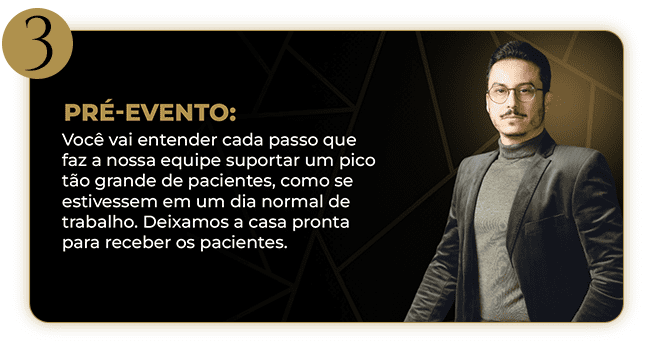 3
PRÉ-EVENTO:
Você vai entender cada passo que
faz a nossa equipe suportar um pico
tão grande de pacientes, como se
estivessem em um dia normal de
trabalho. Deixamos a casa pronta
para receber os pacientes.